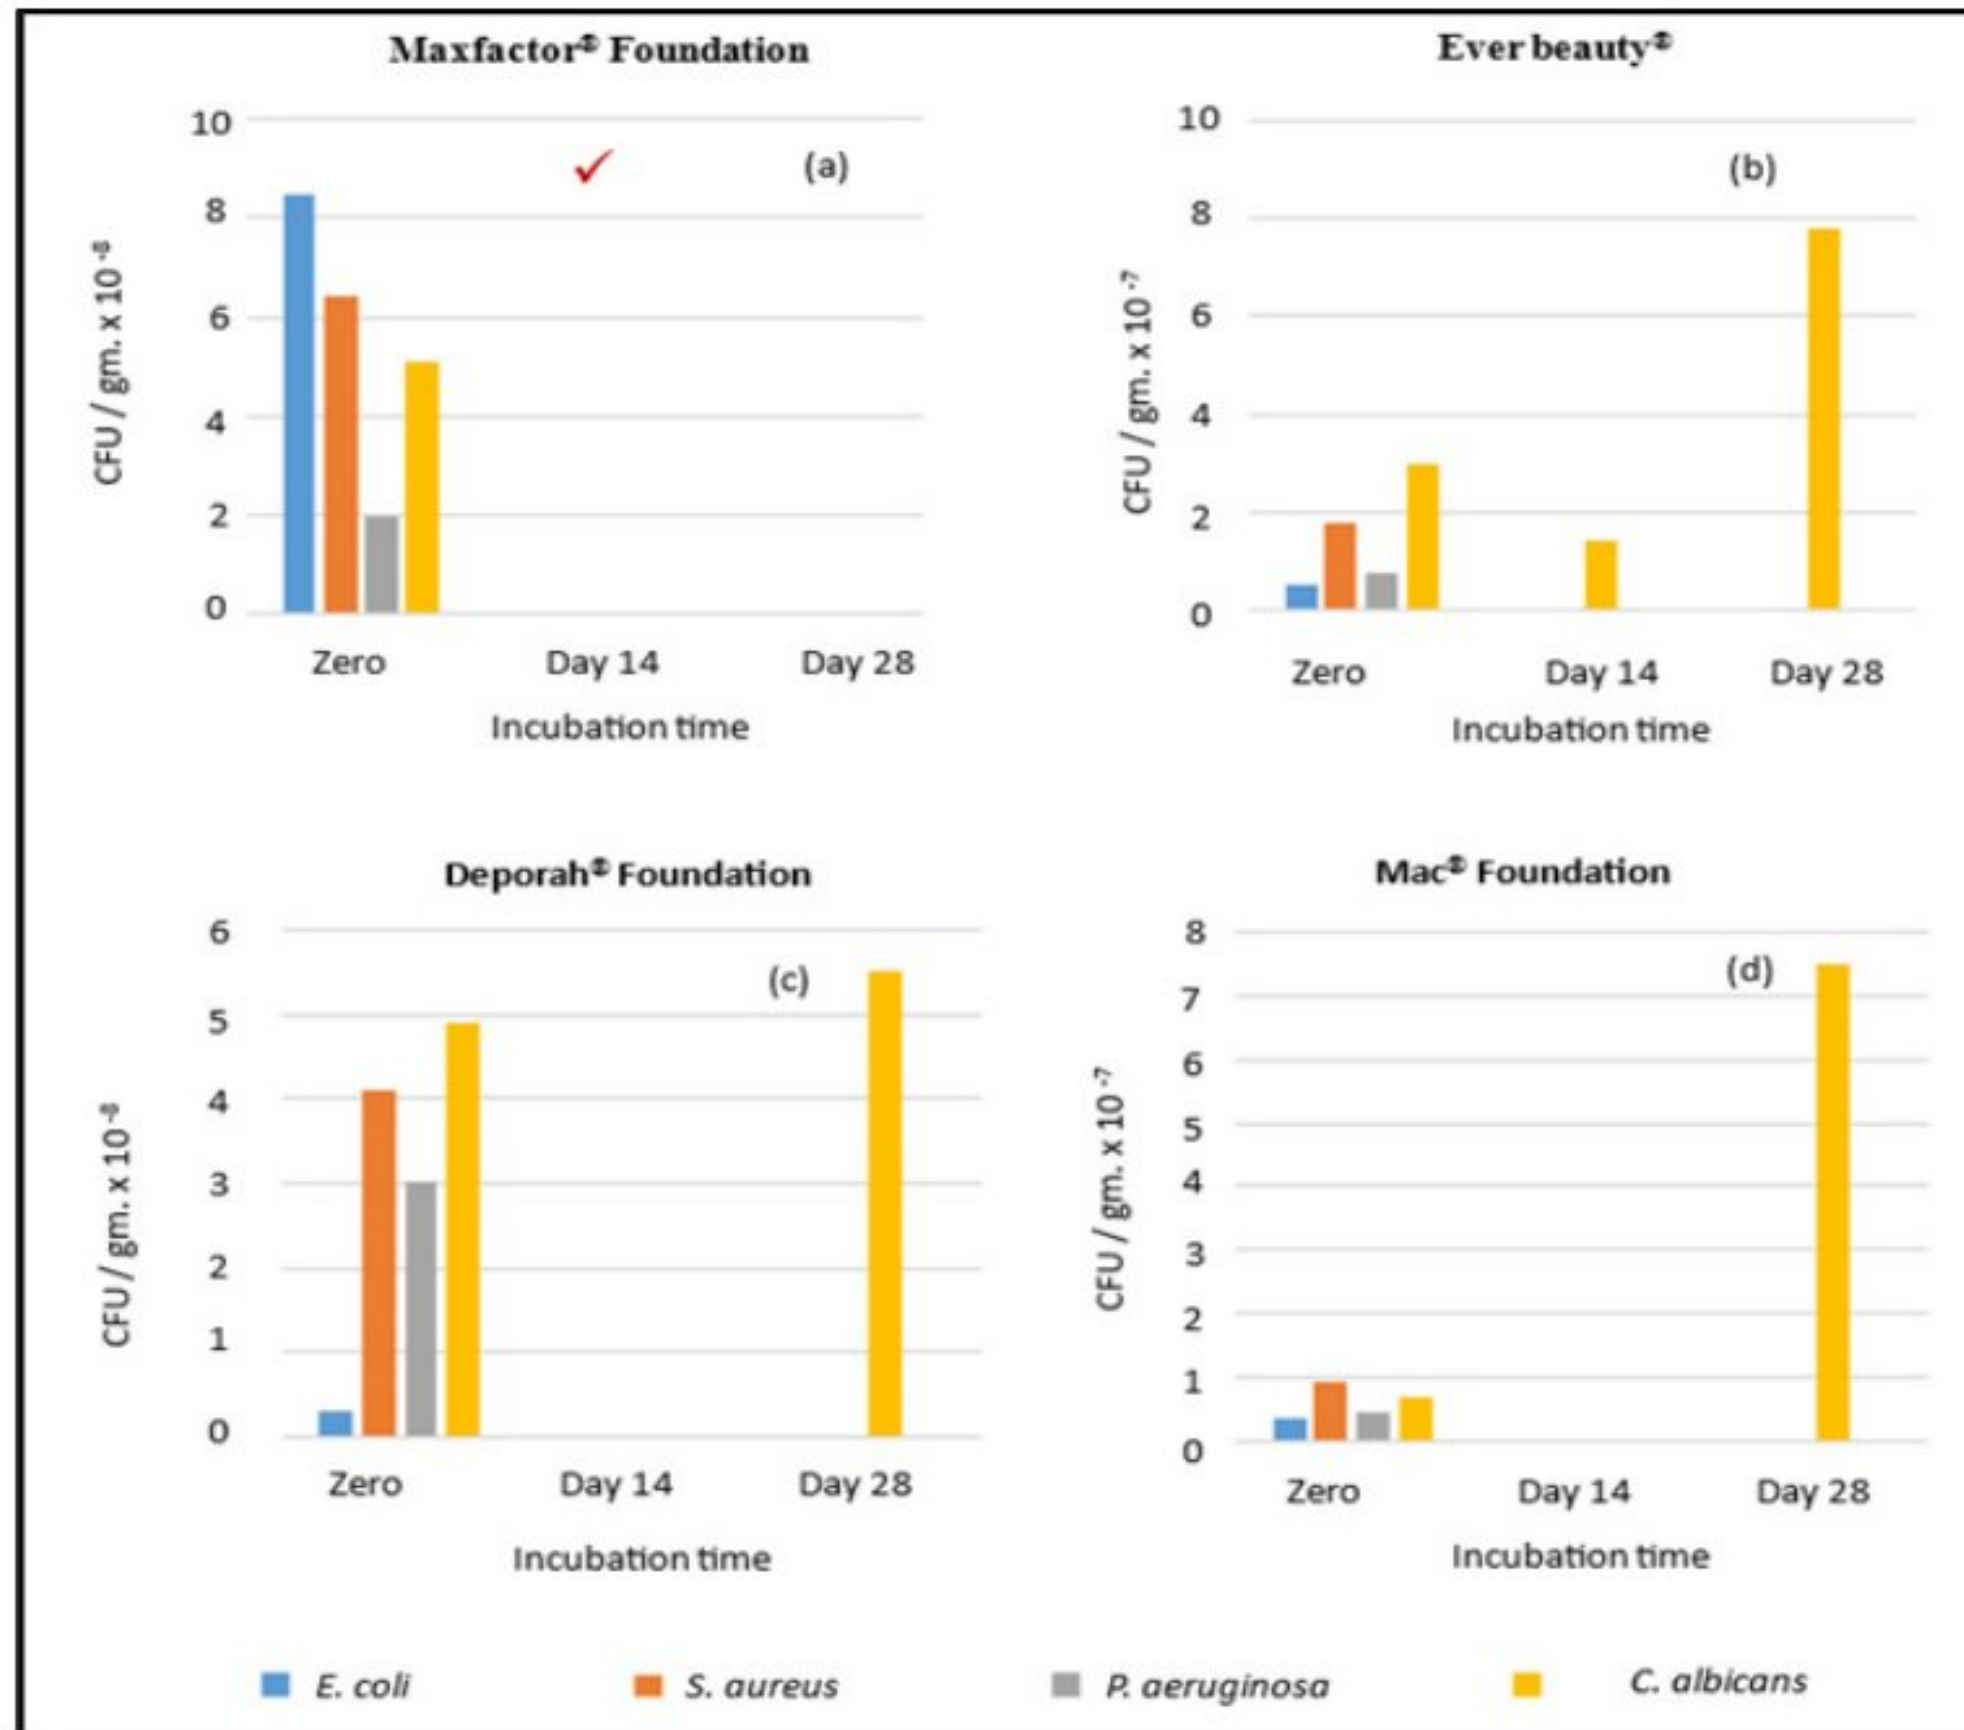 Maxfactor® Foundation
10
8
6
4
2
0
CFU / gm. x 10⁻⁸
✓
(a)
Zero Day 14 Day 28
Incubation time
Ever beauty®
10
8
6
4
2
0
CFU / gm. x 10⁻⁷
(b)
Zero Day 14 Day 28
Incubation time
Deporah® Foundation
6
5
4
3
2
1
0
CFU / gm. x 10⁻⁸
(c)
Zero Day 14 Day 28
Incubation time
Mac® Foundation
8
7
6
5
4
3
2
1
0
CFU / gm. x 10⁻⁷
(d)
Zero Day 14 Day 28
Incubation time
E. coli S. aureus P. aeruginosa C. albicans